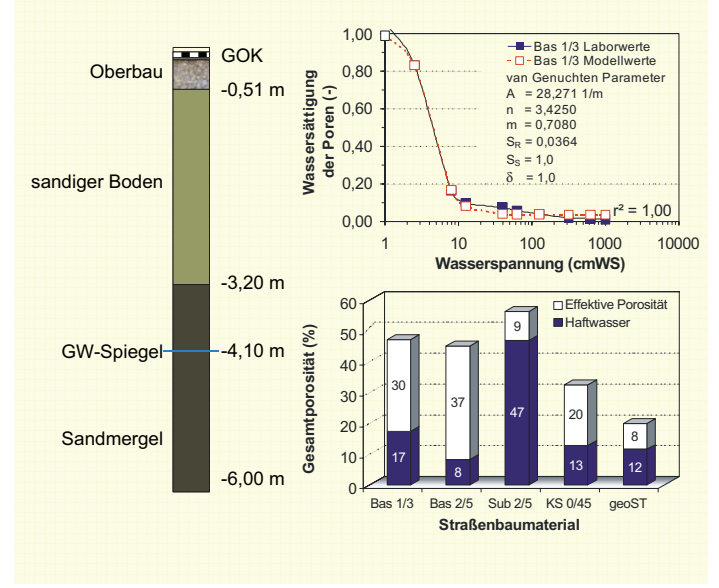 GOK
Oberbau
-0,51 m
sandiger Boden
-3,20 m
GW-Spiegel
-4,10 m
Sandmergel
-6,00 m
Wassersättigung
der Poren (-)
1,00
0,80
0,60
0,40
0,20
0,00
Bas 1/3 Laborwerte
Bas 1/3 Modellwerte
van Genuchten Parameter
A = 28,271 1/m
n = 3,4250
m = 0,7080
SR = 0,0364
SS = 1,0
δ = 1,0
r² = 1,00
1 10 100 1000 10000
Wasserspannung (cmWS)
Gesamtporosität (%)
60
50
40
30
20
10
0
Effektive Porosität
Haftwasser
30 37 9 20 8
17 8 47 13 12
Bas 1/3 Bas 2/5 Sub 2/5 KS 0/45 geoST
Straßenbaumaterial